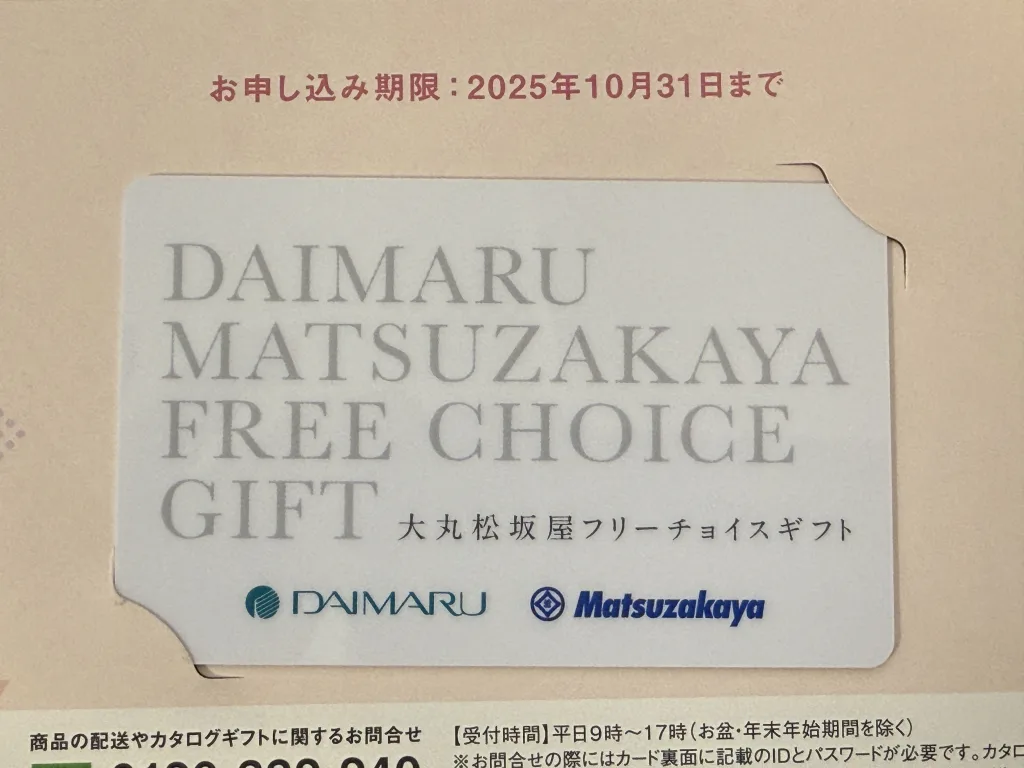 お申し込み期限：2025年10月31日まで
DAIMARU
MATSUZAKAYA
FREE CHOICE
GIFT 大丸松坂屋フリーチョイスギフト
DAIMARU Matsuzakaya
商品の配送やカタログギフトに関するお問合せ
【受付時間】平日9時〜17時（お盆・年末年始期間を除く）
※お問合せの際にはカード裏面に記載のIDとパスワードが必要です。カタロ